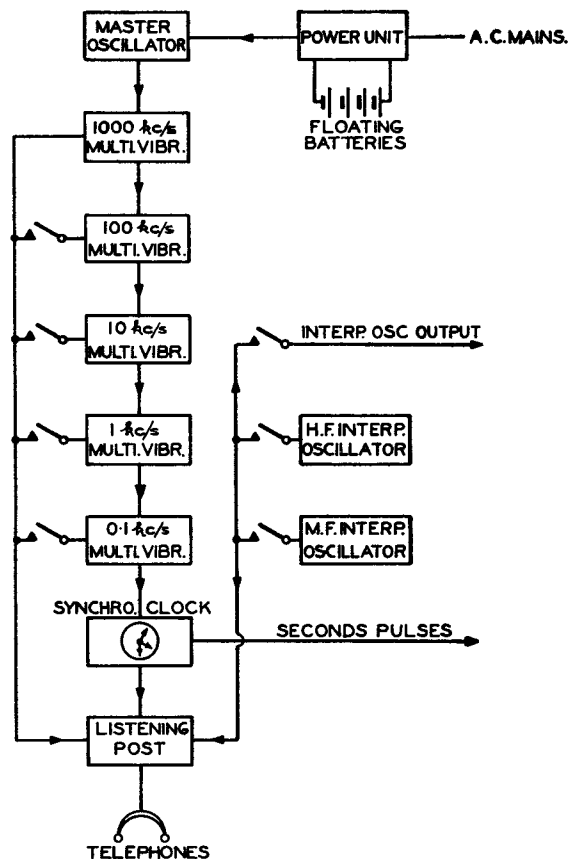 MASTER
OSCILLATOR
POWER UNIT
A.C. MAINS.
FLOATING
BATTERIES
1000 kc/s
MULTI.VIBR.
100 kc/s
MULTI.VIBR.
10 kc/s
MULTI.VIBR.
INTERP. OSC OUTPUT
1 kc/s
MULTI.VIBR.
H.F. INTERP.
OSCILLATOR
0.1 kc/s
MULTI.VIBR.
M.F. INTERP.
OSCILLATOR
SYNCHRO. CLOCK
SECONDS PULSES
LISTENING
POST
TELEPHONES